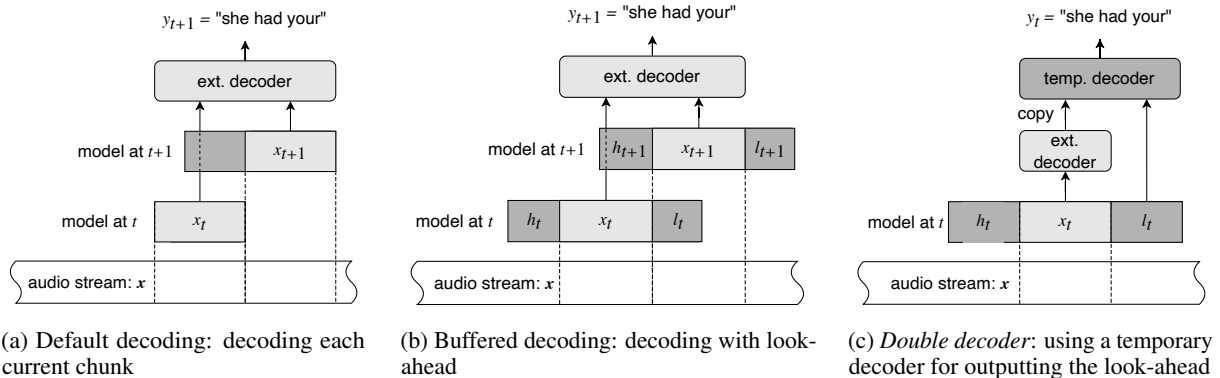 y_{t+1} = "she had your"
ext. decoder
model at t+1
x_{t+1}
model at t
x_t
audio stream: x
(a) Default decoding: decoding each
current chunk
y_{t+1} = "she had your"
ext. decoder
model at t+1
h_{t+1}
x_{t+1}
l_{t+1}
model at t
h_t
x_t
l_t
audio stream: x
(b) Buffered decoding: decoding with look-
ahead
y_t = "she had your"
temp. decoder
copy
ext.
decoder
model at t
h_t
x_t
l_t
audio stream: x
(c) Double decoder: using a temporary
decoder for outputting the look-ahead